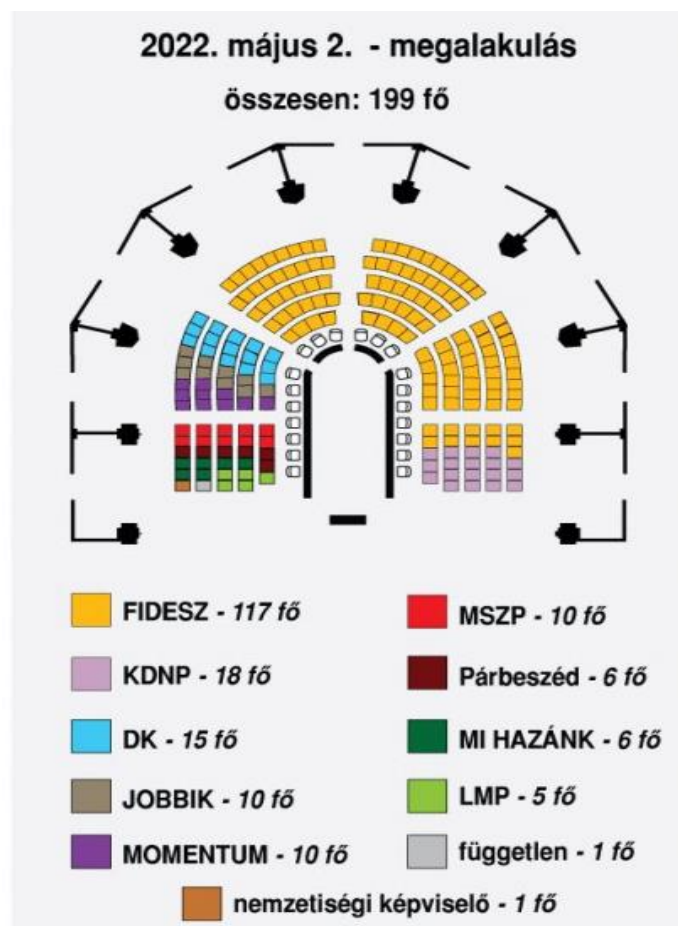 2022. május 2. - megalakulás
összesen: 199 fő
FIDESZ - 117 fő
KDNP - 18 fő
DK - 15 fő
JOBBIK - 10 fő
MOMENTUM - 10 fő
MSZP - 10 fő
Párbeszéd - 6 fő
MI HAZÁNK - 6 fő
LMP - 5 fő
független - 1 fő
nemzetiségi képviselő - 1 fő